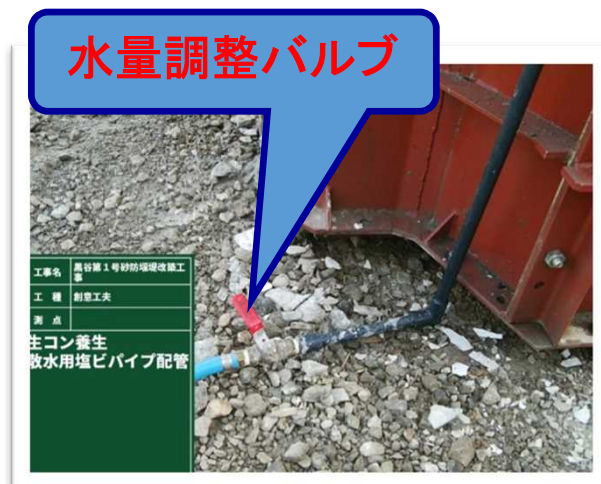 水量調整バルブ
工事名 黒谷第1号砂防堰堤改築工
事
工 種 創意工夫
測 点
生コン養生
散水用塩ビパイプ配管